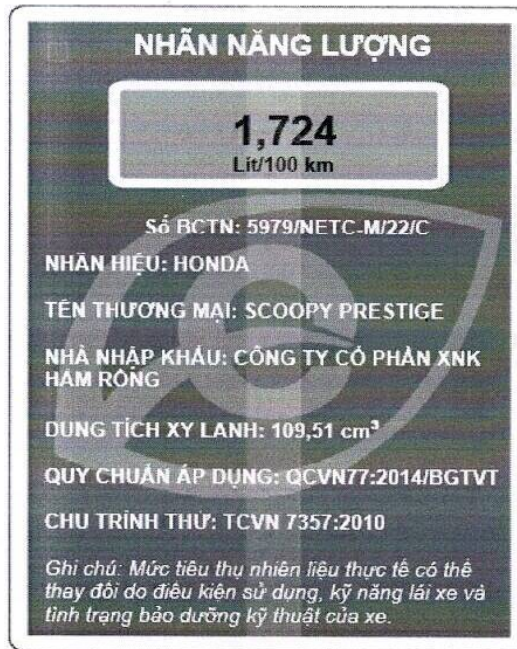 NHÃN NĂNG LƯỢNG
1,724
Lít/100 km
Số BCTN: 5979/NETC-M/22/C
NHÃN HIỆU: HONDA
TÊN THƯƠNG MẠI: SCOOPY PRESTIGE
NHÀ NHẬP KHẨU: CÔNG TY CỔ PHẦN XNK
HÀM RỒNG
DUNG TÍCH XY LANH: 109,51 cm³
QUY CHUẨN ÁP DỤNG: QCVN77:2014/BGTVT
CHU TRÌNH THỬ: TCVN 7357:2010
Ghi chú: Mức tiêu thụ nhiên liệu thực tế có thể
thay đổi do điều kiện sử dụng, kỹ năng lái xe và
tình trạng bảo dưỡng kỹ thuật của xe.